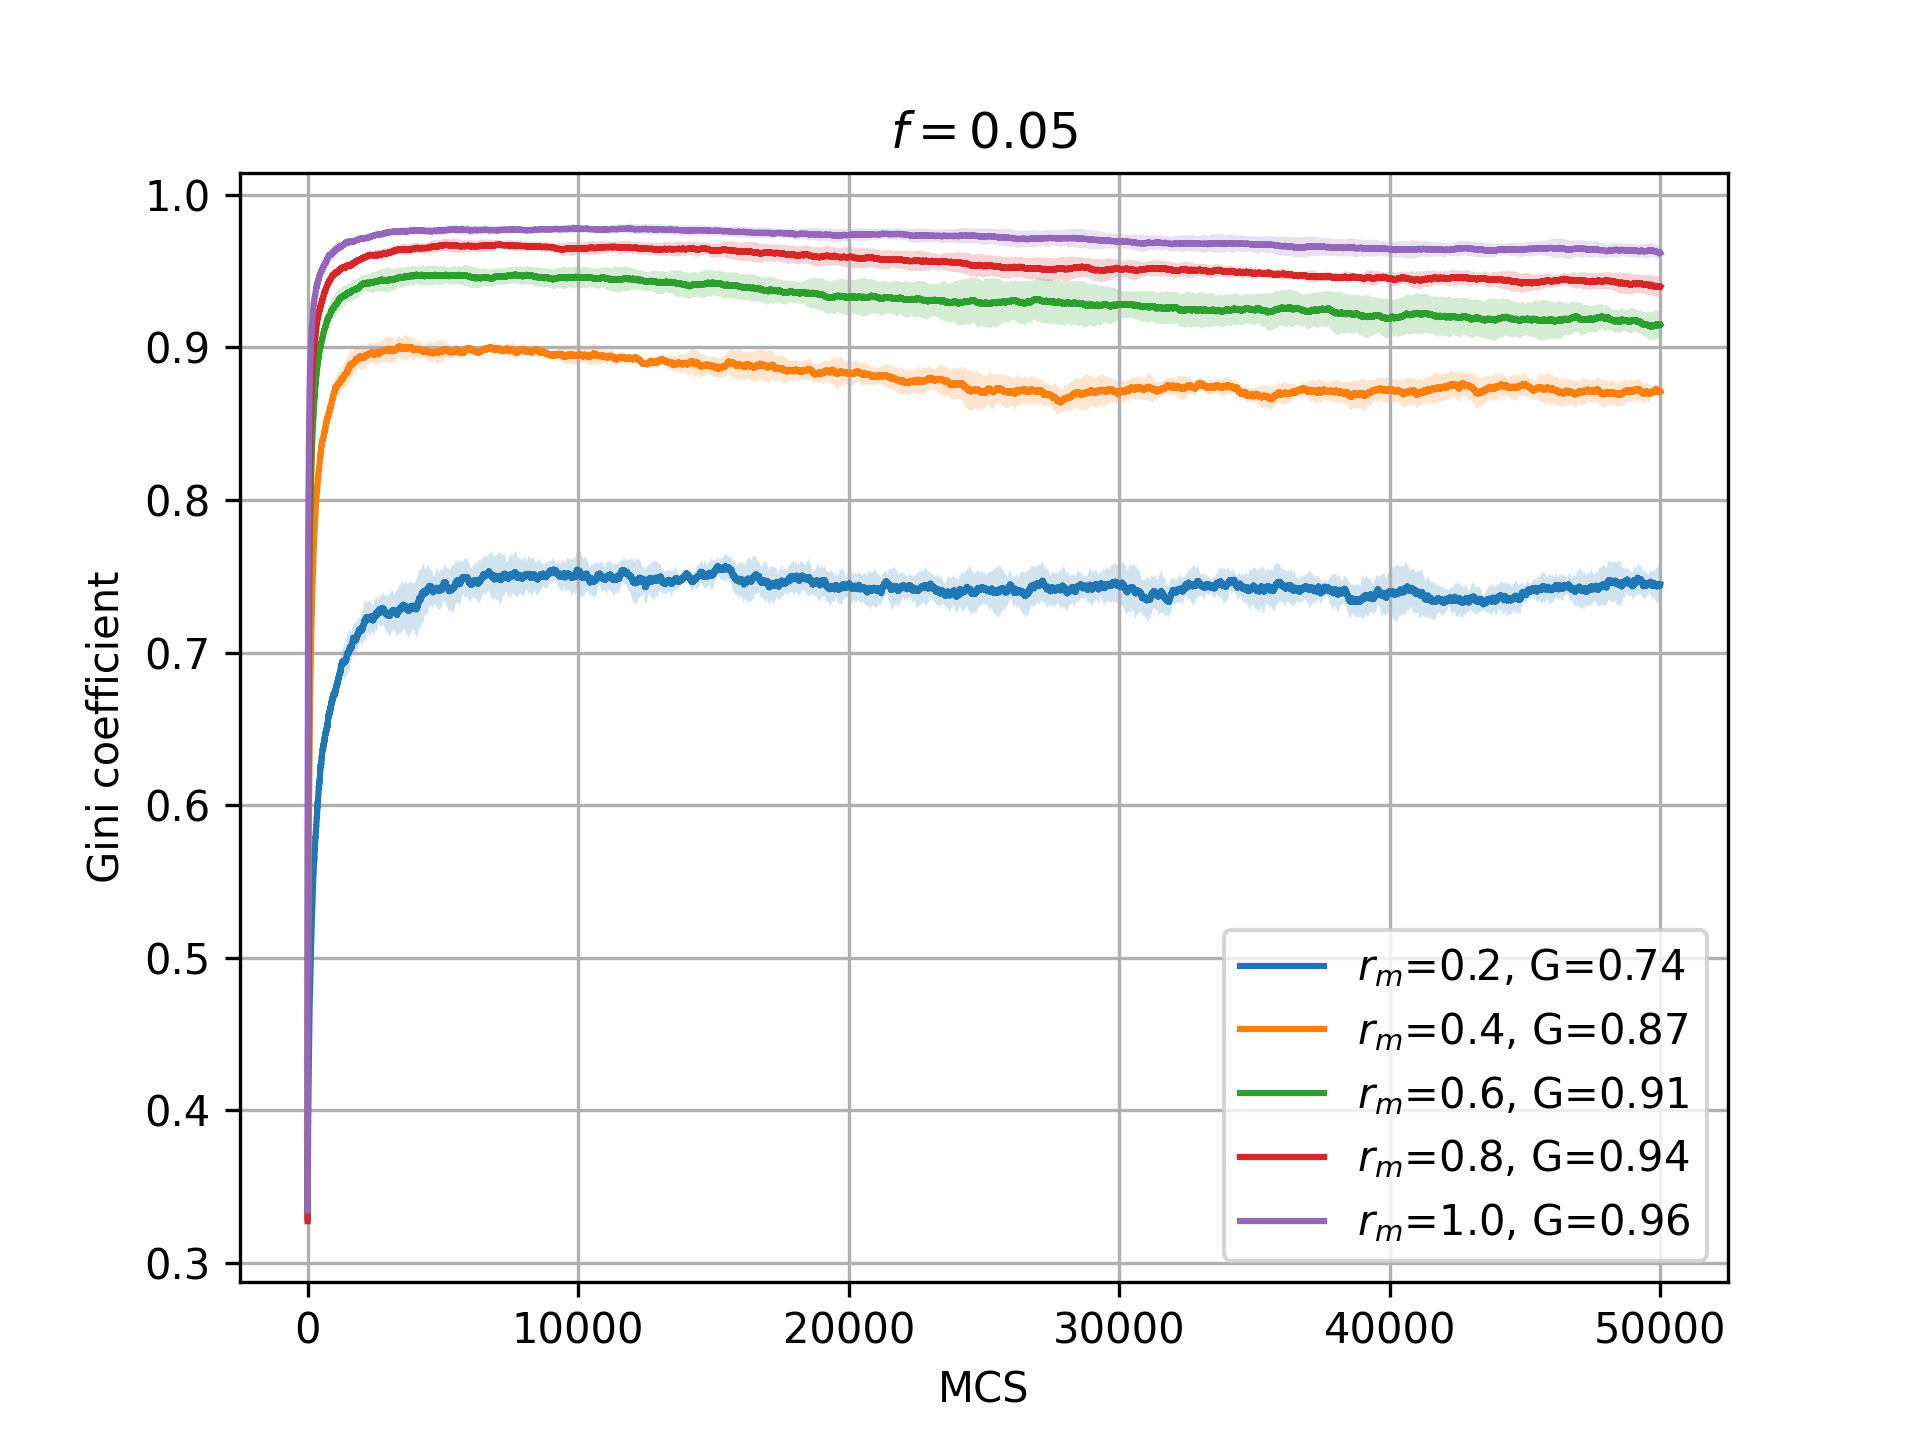 f = 0.05
1.0
0.9
0.8
0.7
0.6
0.5
0.4
0.3
Gini coefficient
r_m=0.2, G=0.74
r_m=0.4, G=0.87
r_m=0.6, G=0.91
r_m=0.8, G=0.94
r_m=1.0, G=0.96
0 10000 20000 30000 40000 50000
MCS